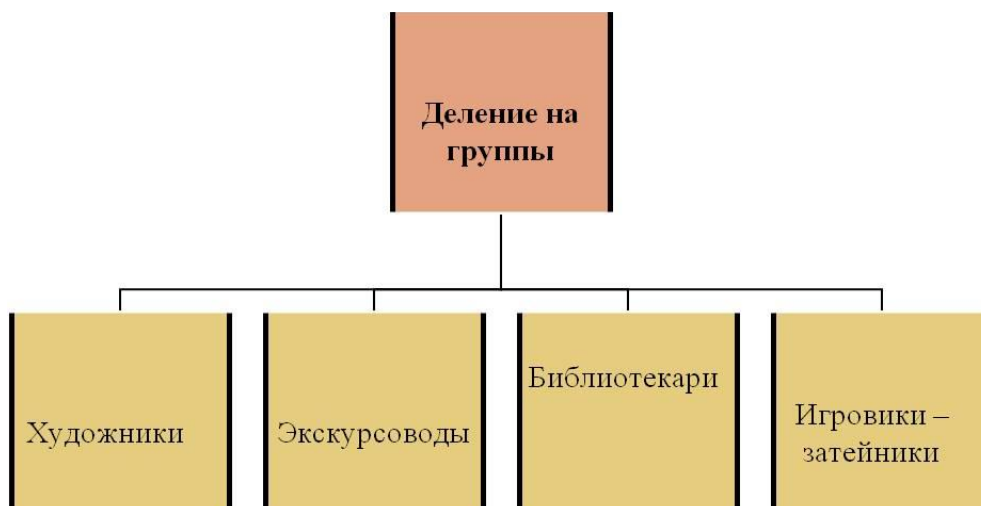 Деление на
группы
Художники
Экскурсоводы
Библиотекари
Игровики –
затейники